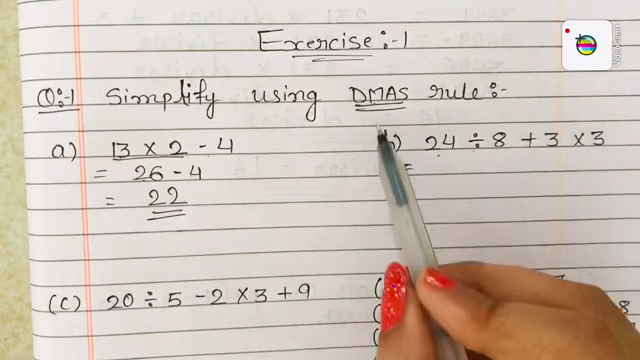 Exercise:-1
Q:-1 Simplify using DMAS rule:-
a) 13 × 2 - 4
= 26 - 4
= 22
b) 24 ÷ 8 + 3 × 3
=
(c) 20 ÷ 5 - 2 × 3 + 9